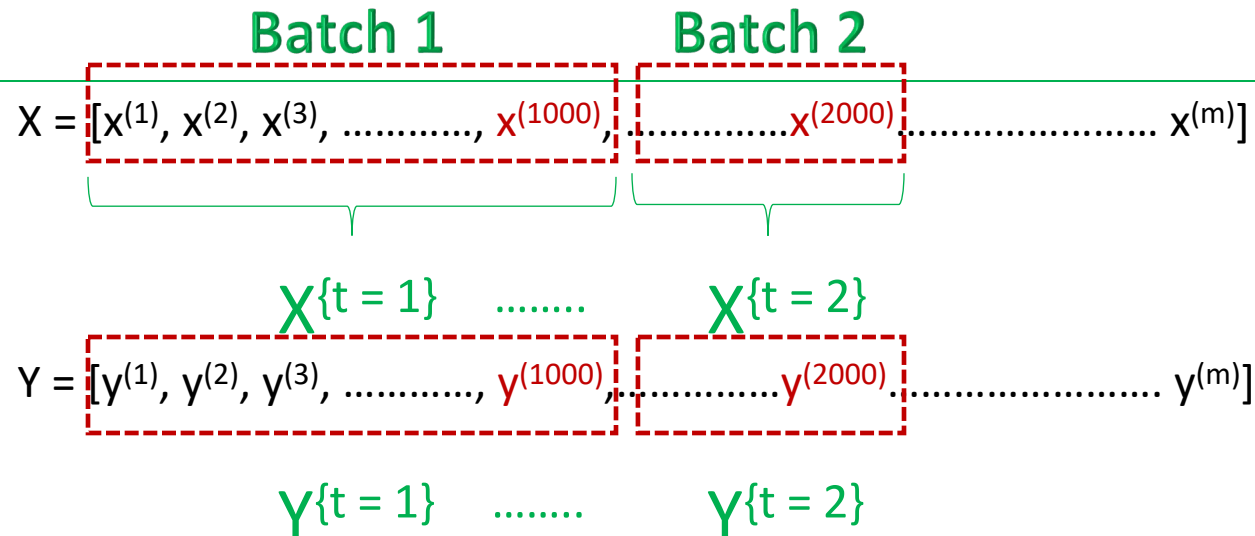 Batch 1 Batch 2
X = [x⁽¹⁾, x⁽²⁾, x⁽³⁾, …………, x⁽¹⁰⁰⁰⁾, ……………x⁽²⁰⁰⁰⁾…………………… x⁽ᵐ⁾]
X{t = 1} ........ X{t = 2}
Y = [y⁽¹⁾, y⁽²⁾, y⁽³⁾, …………, y⁽¹⁰⁰⁰⁾,……………y⁽²⁰⁰⁰⁾…………………… y⁽ᵐ⁾]
Y{t = 1} ........ Y{t = 2}